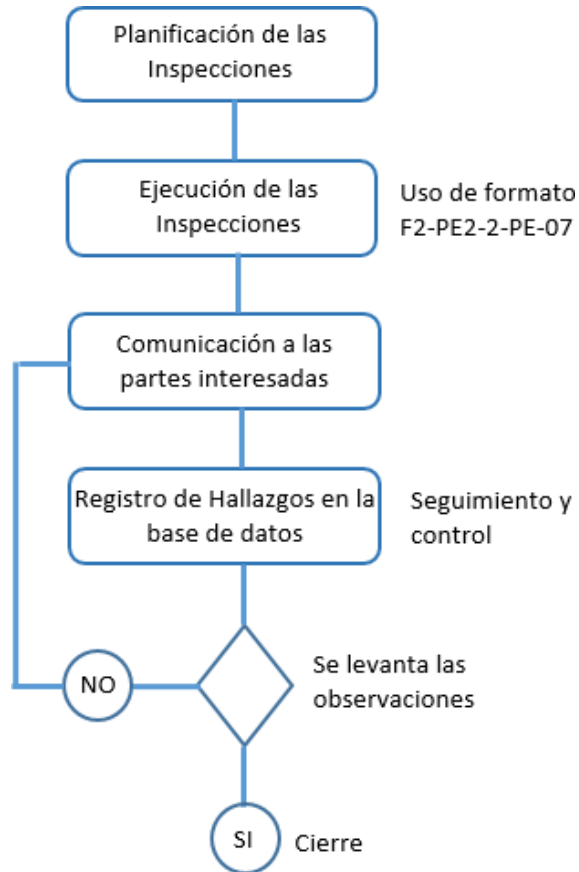 Planificación de las
Inspecciones
Ejecución de las
Inspecciones
Uso de formato
F2-PE2-2-PE-07
Comunicación a las
partes interesadas
Registro de Hallazgos en la
base de datos
Seguimiento y
control
NO
Se levanta las
observaciones
SI
Cierre